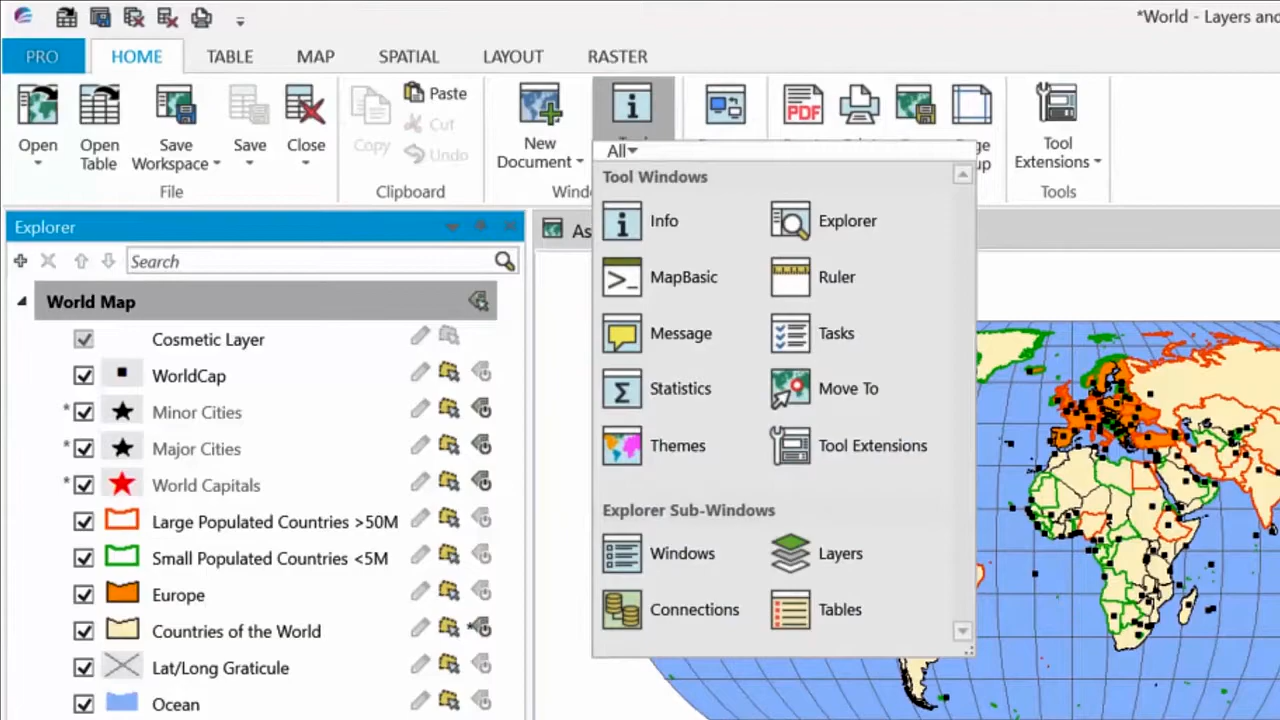 *World - Layers and
PRO HOME TABLE MAP SPATIAL LAYOUT RASTER
Open
Open Table
Save Workspace
Save
Close
File
Copy
Paste
Cut
Undo
Clipboard
New Document
PDF
Tool Extensions
Tools
All
Tool Windows
Info Explorer
MapBasic Ruler
Message Tasks
Statistics Move To
Themes Tool Extensions
Explorer Sub-Windows
Windows Layers
Connections Tables
Explorer
Search
World Map
Cosmetic Layer
WorldCap
* Minor Cities
* Major Cities
* World Capitals
Large Populated Countries >50M
Small Populated Countries <5M
Europe
Countries of the World
Lat/Long Graticule
Ocean